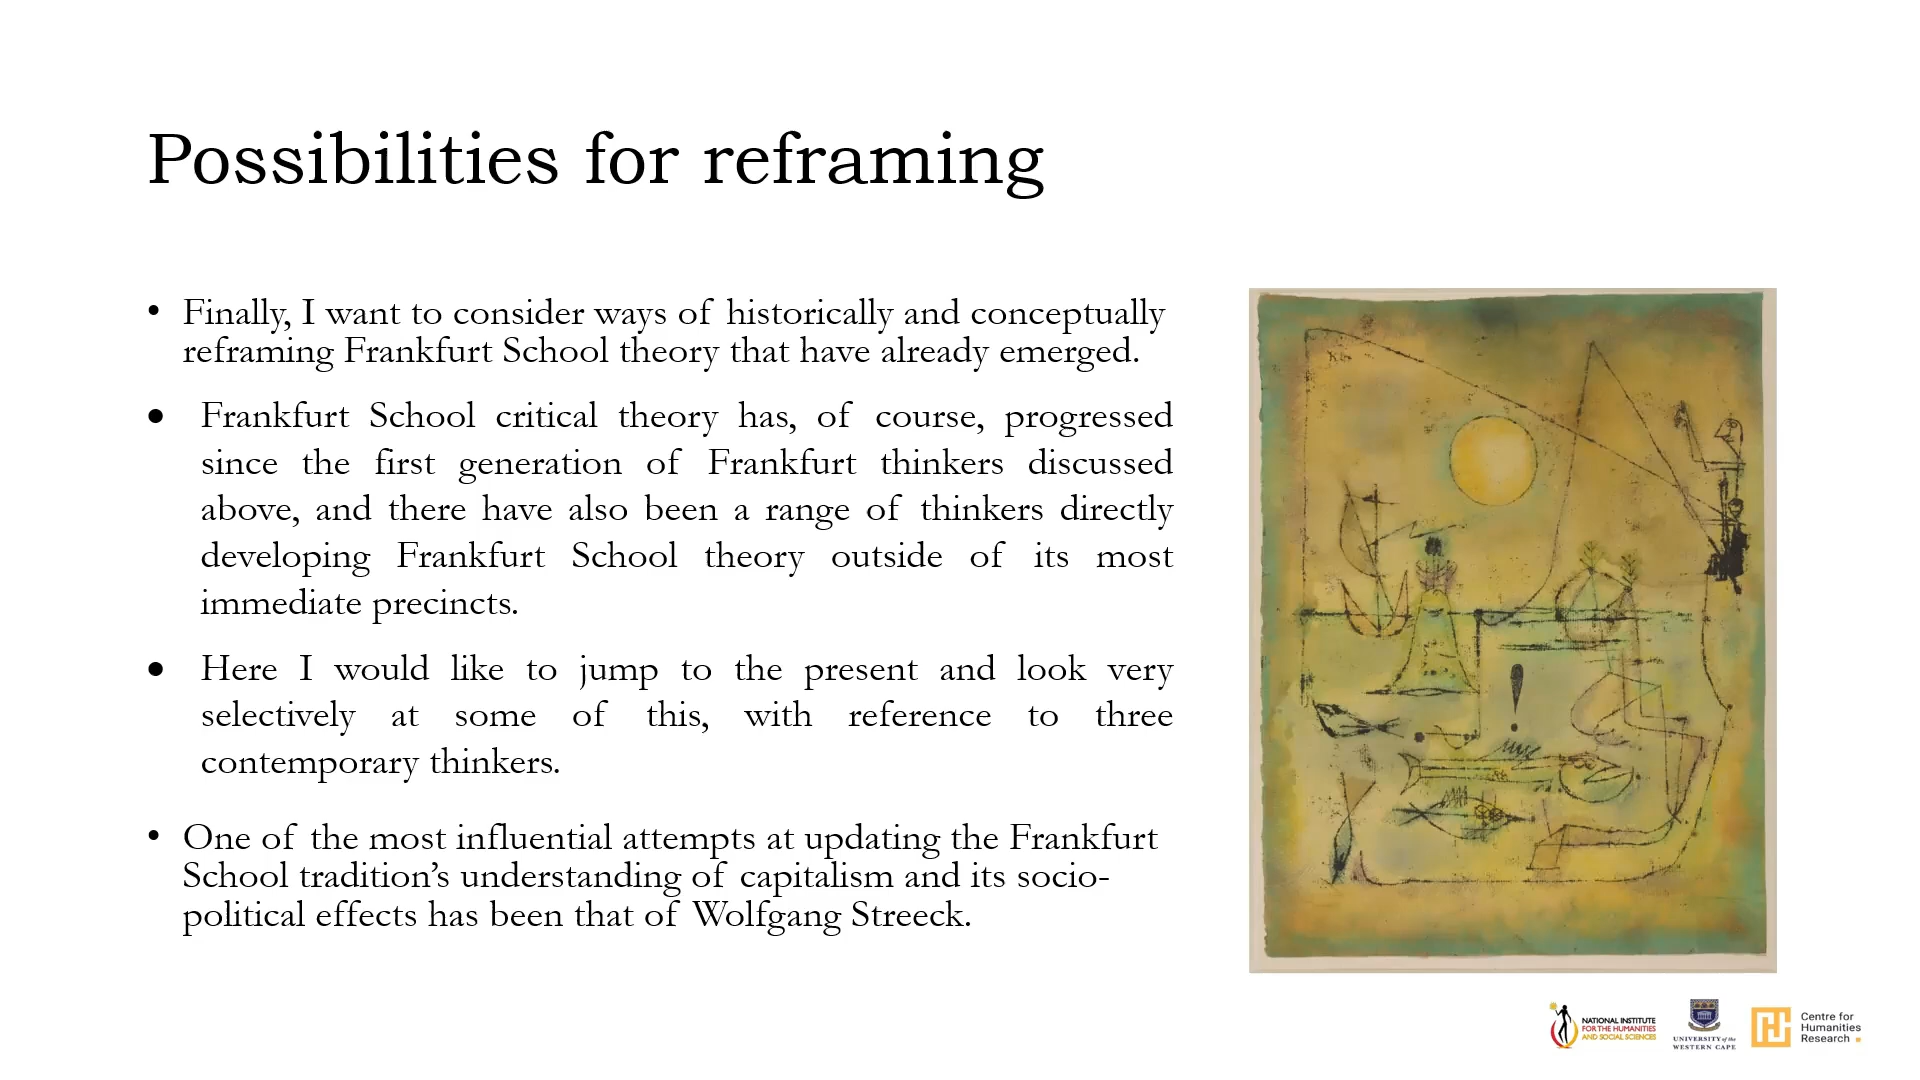 Possibilities for reframing
• Finally, I want to consider ways of historically and conceptually
reframing Frankfurt School theory that have already emerged.
• Frankfurt School critical theory has, of course, progressed
since the first generation of Frankfurt thinkers discussed
above, and there have also been a range of thinkers directly
developing Frankfurt School theory outside of its most
immediate precincts.
• Here I would like to jump to the present and look very
selectively at some of this, with reference to three
contemporary thinkers.
• One of the most influential attempts at updating the Frankfurt
School tradition’s understanding of capitalism and its socio-
political effects has been that of Wolfgang Streeck.
NATIONAL INSTITUTE
FOR THE HUMANITIES
AND SOCIAL SCIENCES
UNIVERSITY of the
WESTERN CAPE
Centre for
Humanities
Research